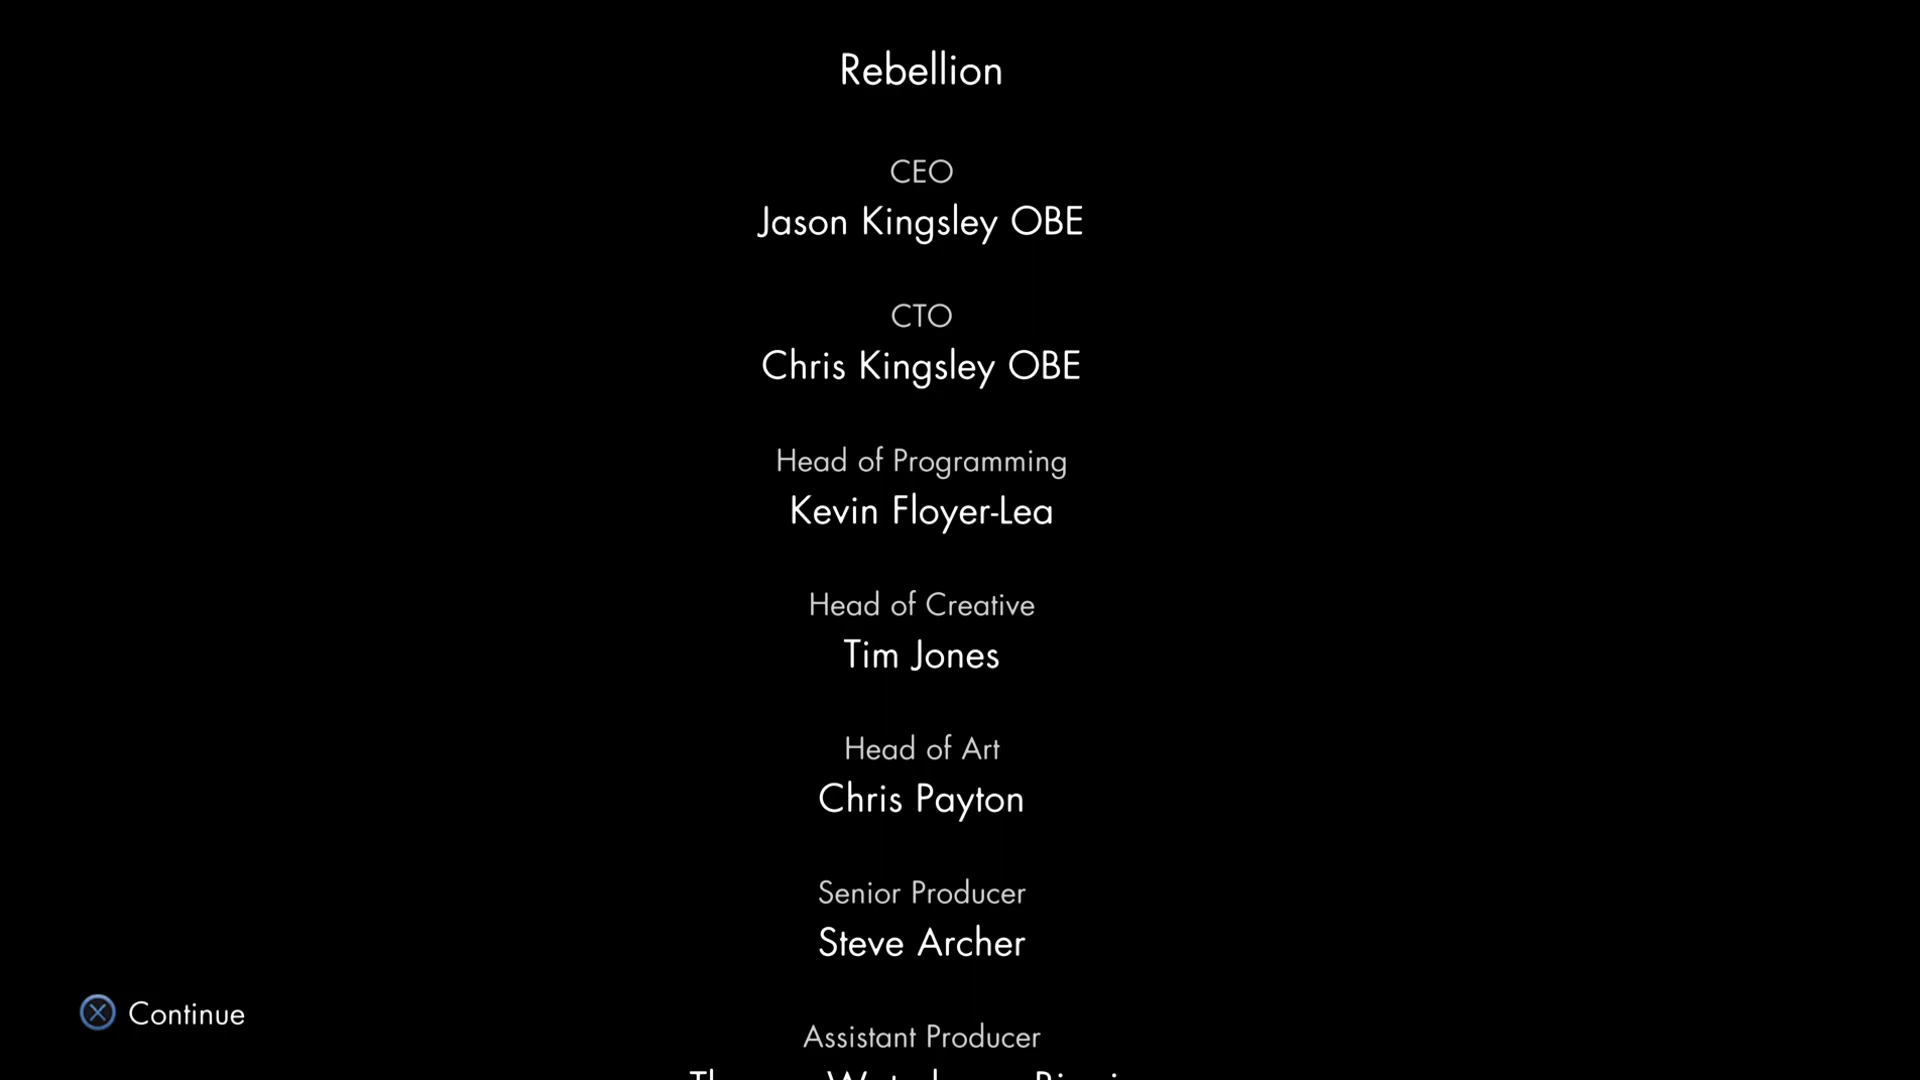 Rebellion
CEO
Jason Kingsley OBE
CTO
Chris Kingsley OBE
Head of Programming
Kevin Floyer-Lea
Head of Creative
Tim Jones
Head of Art
Chris Payton
Senior Producer
Steve Archer
Continue
Assistant Producer